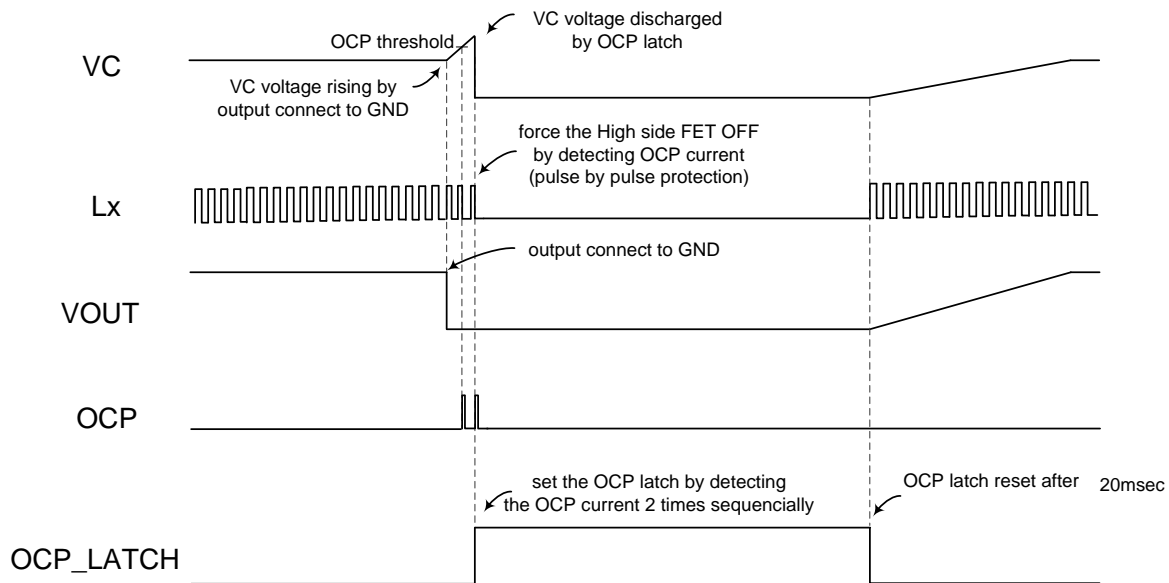 VC voltage discharged
by OCP latch
OCP threshold
VC
VC voltage rising by
output connect to GND
force the High side FET OFF
by detecting OCP current
(pulse by pulse protection)
Lx
output connect to GND
VOUT
OCP
set the OCP latch by detecting
the OCP current 2 times sequencially
OCP latch reset after 20msec
OCP_LATCH